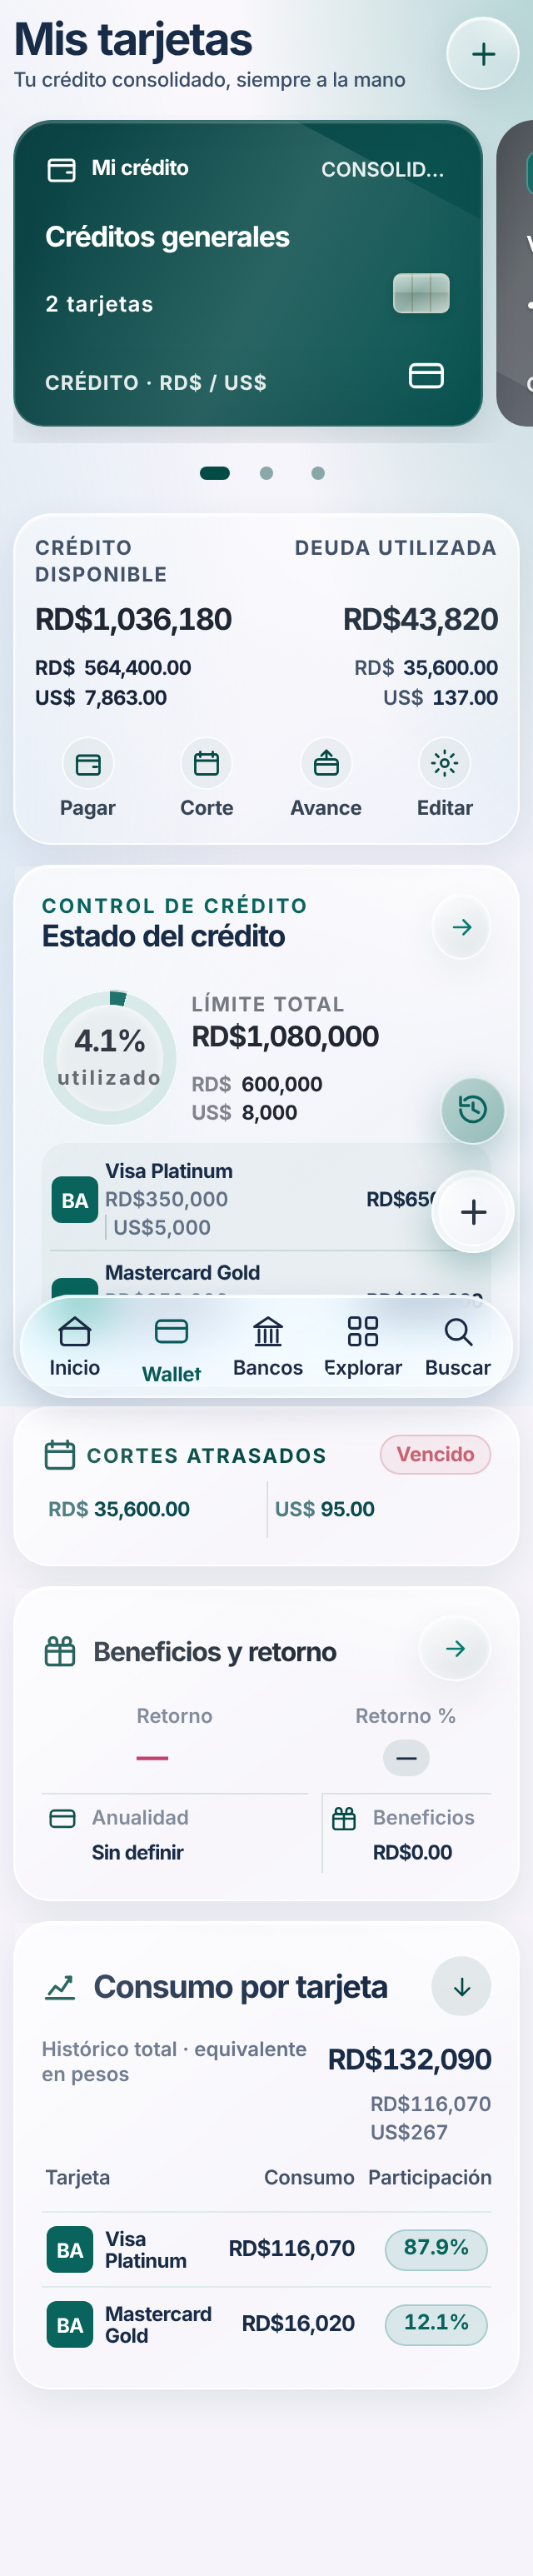 Mis tarjetas
Tu crédito consolidado, siempre a la mano
Mi crédito
CONSOLID...
Créditos generales
2 tarjetas
CRÉDITO · RD$ / US$
CRÉDITO DISPONIBLE
DEUDA UTILIZADA
RD$1,036,180
RD$43,820
RD$ 564,400.00
RD$ 35,600.00
US$ 7,863.00
US$ 137.00
Pagar
Corte
Avance
Editar
CONTROL DE CRÉDITO
Estado del crédito
4.1%
utilizado
LÍMITE TOTAL
RD$1,080,000
RD$ 600,000
US$ 8,000
BA
Visa Platinum
RD$350,000
US$5,000
Mastercard Gold
Inicio
Wallet
Bancos
Explorar
Buscar
CORTES ATRASADOS
Vencido
RD$ 35,600.00
US$ 95.00
Beneficios y retorno
Retorno
Retorno %
—
—
Anualidad
Sin definir
Beneficios
RD$0.00
Consumo por tarjeta
Histórico total · equivalente
en pesos
RD$132,090
RD$116,070
US$267
Tarjeta
Consumo
Participación
BA
Visa
Platinum
RD$116,070
87.9%
BA
Mastercard
Gold
RD$16,020
12.1%